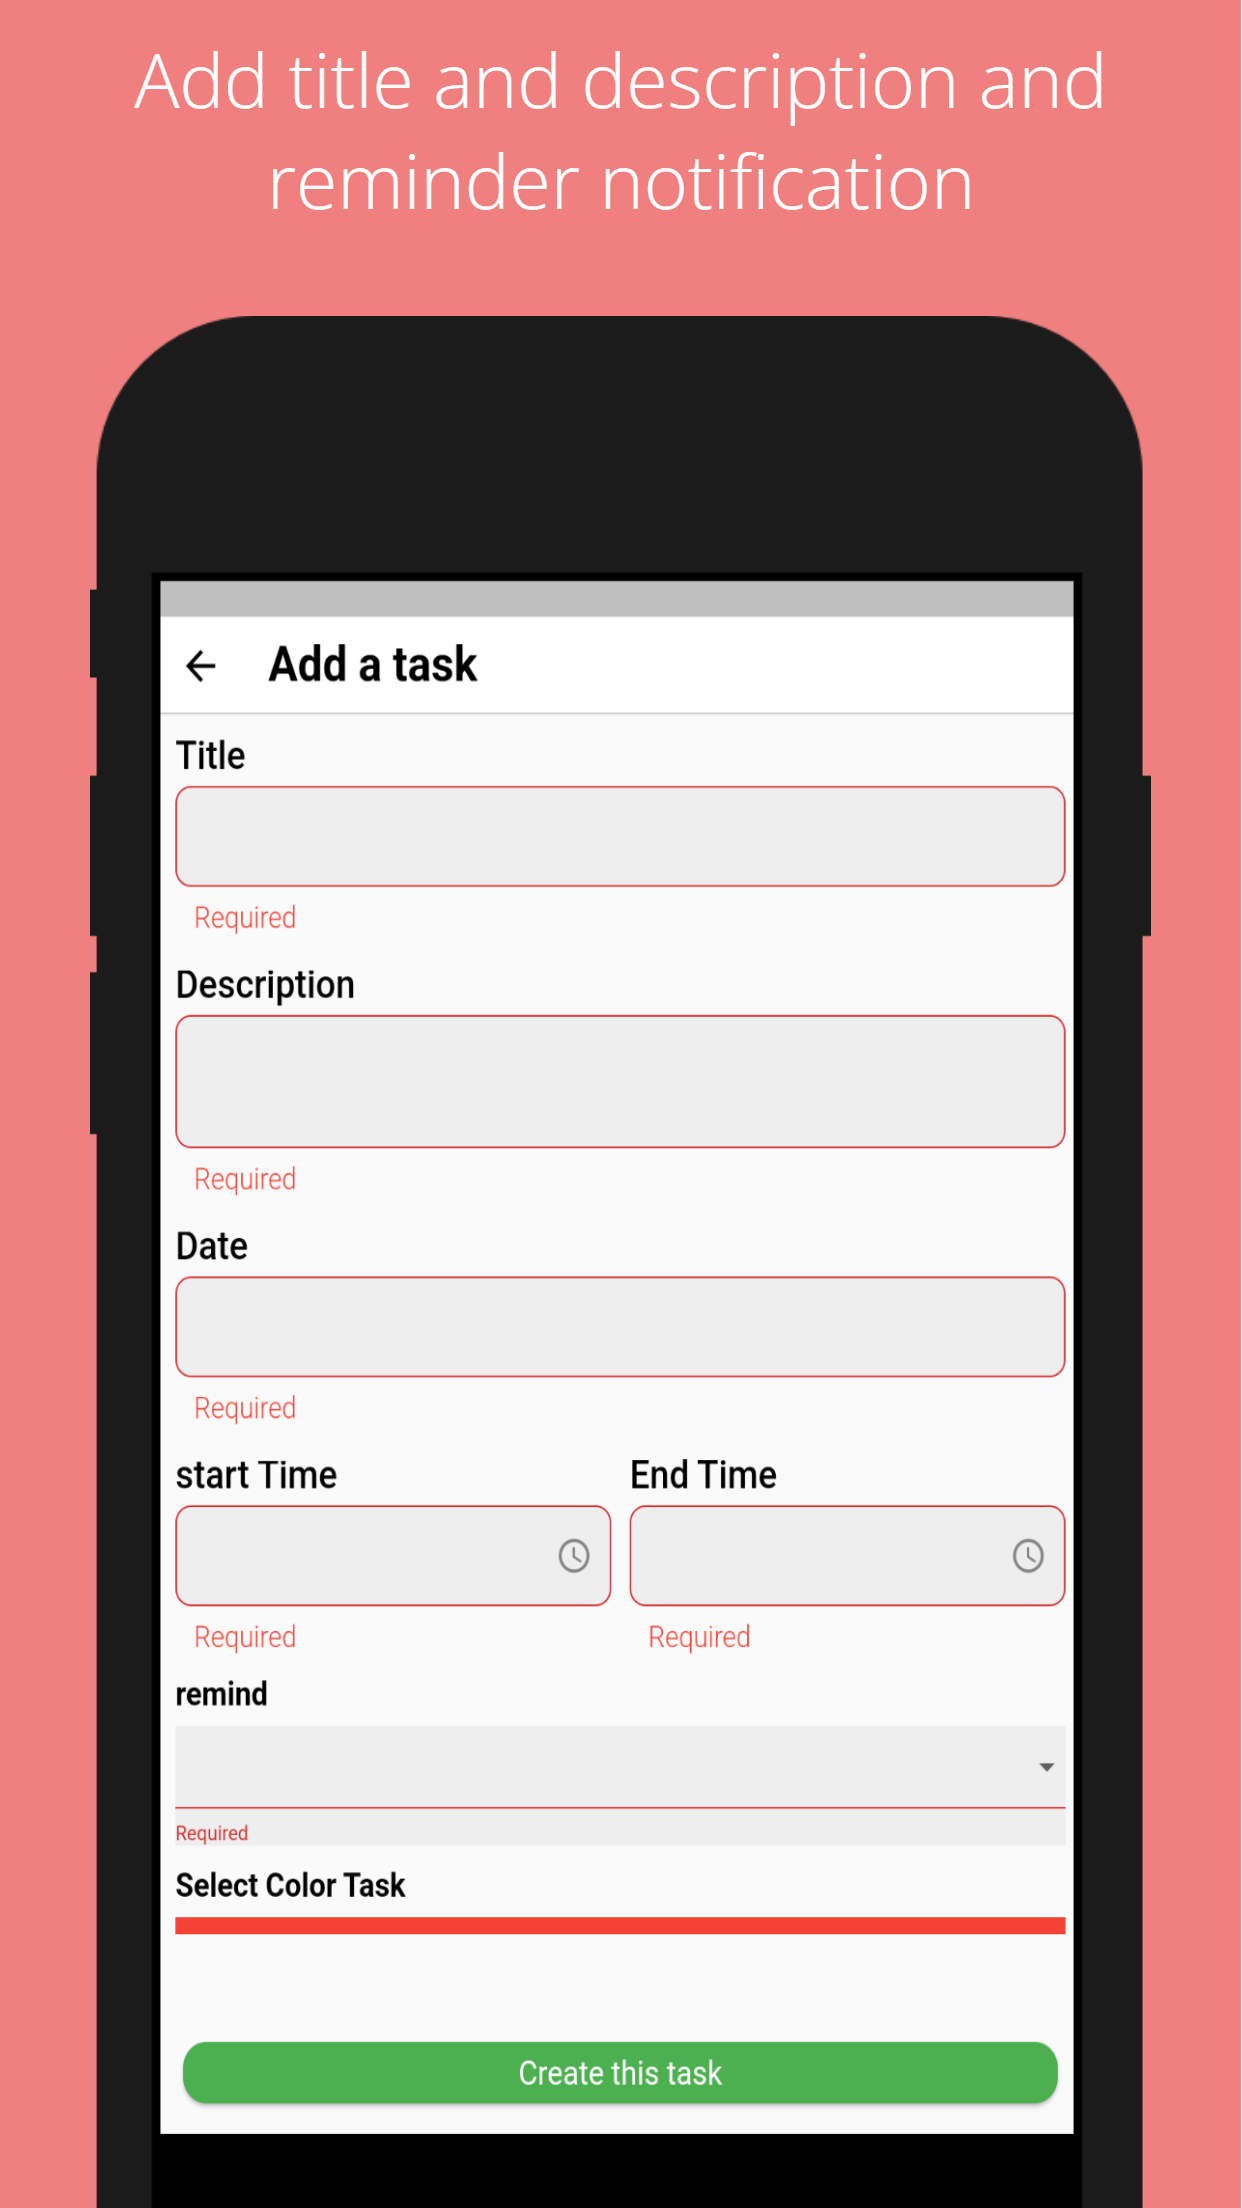 Add title and description and
reminder notification
Add a task
Title
Required
Description
Required
Date
Required
start Time End Time
Required Required
remind
Required
Select Color Task
Create this task